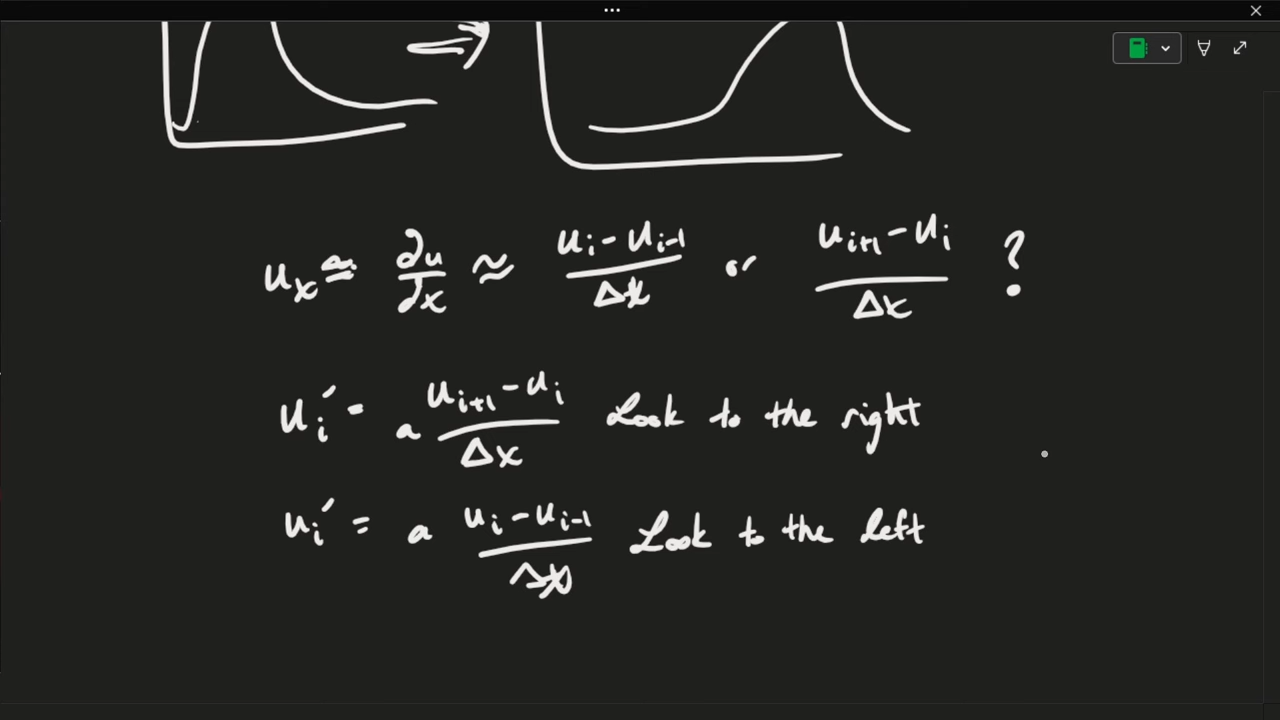 u_x ≅ ∂u/∂x ≈ (u_i - u_{i-1})/Δx or (u_{i+1} - u_i)/Δx ?
u_i′ = a (u_{i+1} - u_i)/Δx Look to the right
u_i′ = a (u_i - u_{i-1})/Δx Look to the left